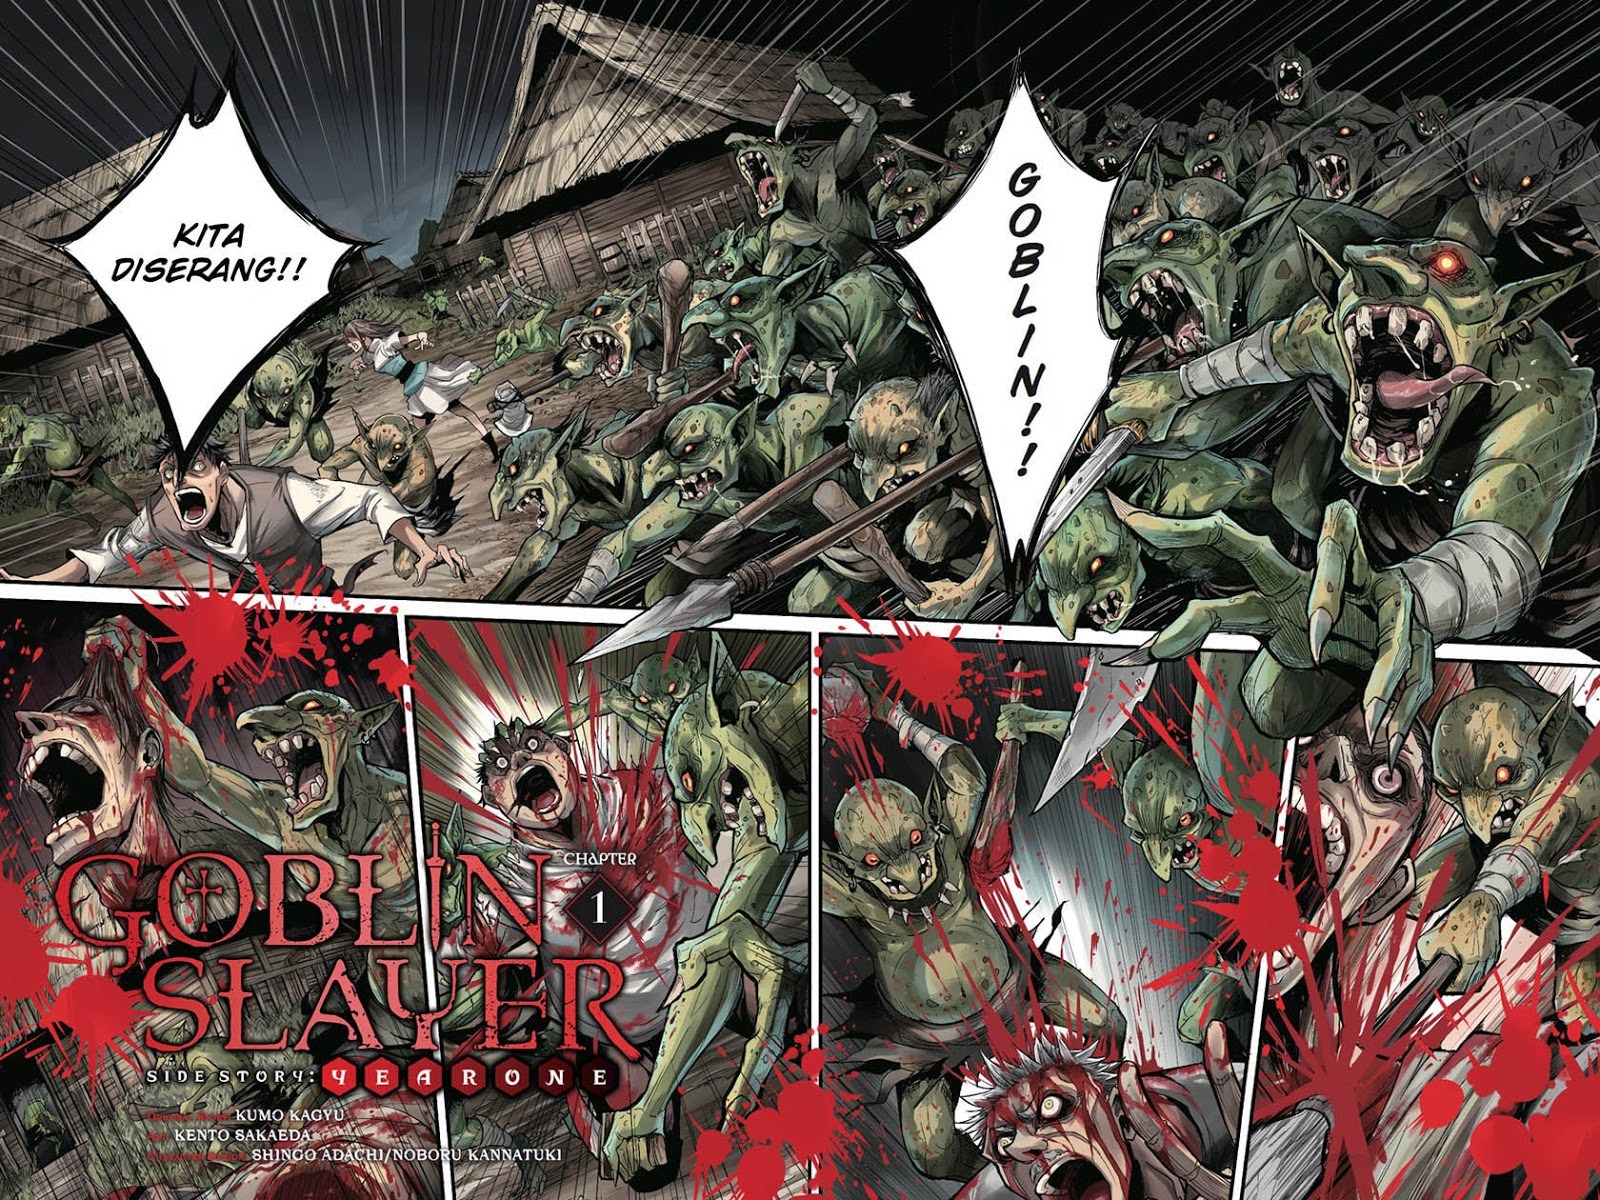 GOBLIN!!
KITA
DISERANG!!
GOBLIN
SLAYER
CHAPTER
1
SIDE STORY: YEAR ONE
KUMO KAGYU
KENTO SAKAEDA
SHINGO ADACHI/NOBORU KANNATUKI